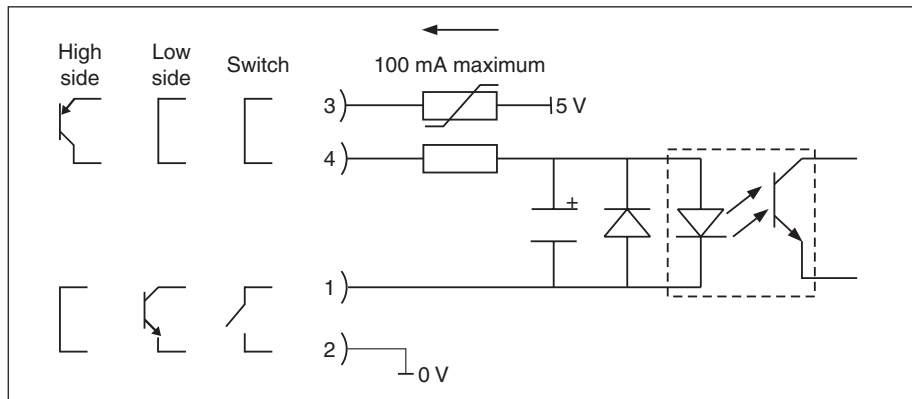 High side
Low side
Switch
100 mA maximum
3
5 V
4
+
1
2
0 V